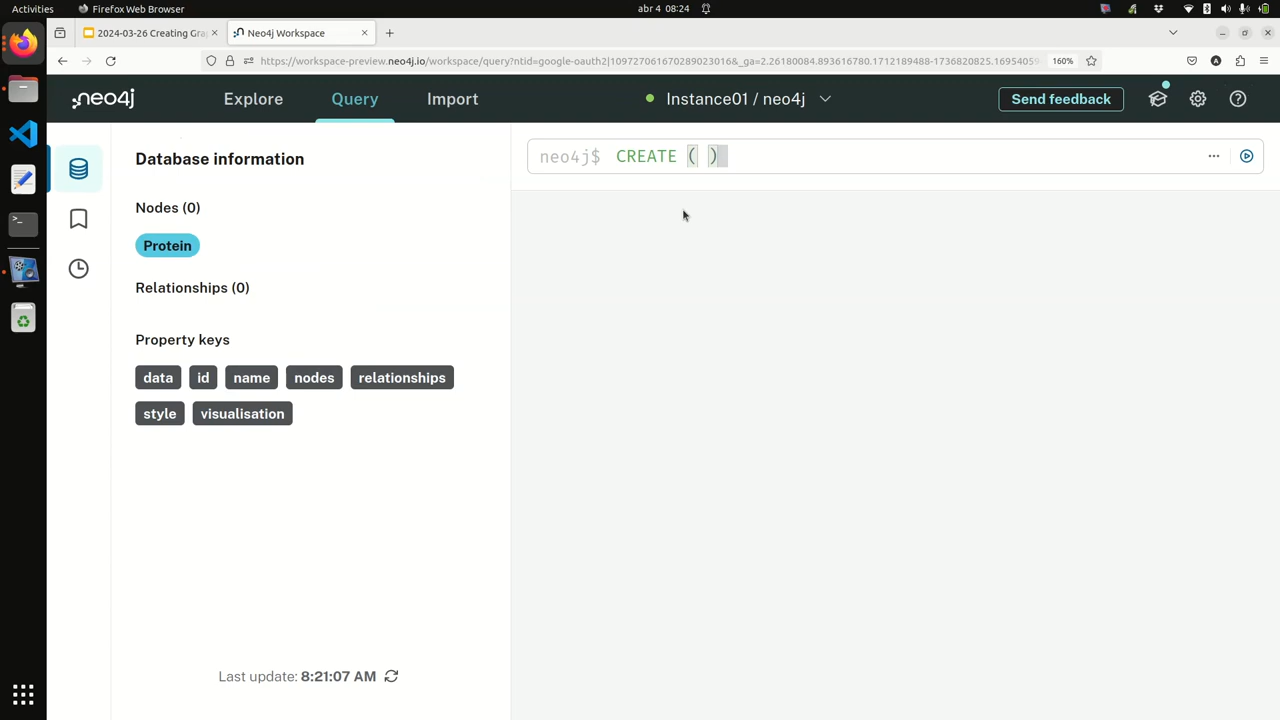 Activities
Firefox Web Browser
abr 4 08:24
2024-03-26 Creating Gra
Neo4j Workspace
https://workspace-preview.neo4j.io/workspace/query?ntid=google-oauth2|109727061670289023016&_ga=2.26180084.893616780.1712189488-1736820825.1695405
160%
neo4j
Explore
Query
Import
Instance01 / neo4j
Send feedback
Database information
neo4j$ CREATE ( )
Nodes (0)
Protein
Relationships (0)
Property keys
data id name nodes relationships
style visualisation
Last update: 8:21:07 AM